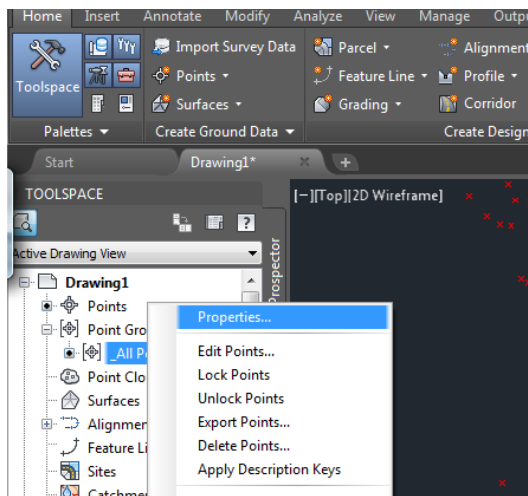 Home Insert Annotate Modify Analyze View Manage Outpu
Import Survey Data Parcel Alignment
Toolspace Points Feature Line Profile
Surfaces Grading Corridor
Palettes Create Ground Data Create Design
Start Drawing1* +
TOOLSPACE
[−][Top][2D Wireframe]
?
Active Drawing View
Prospector
Drawing1
Points
Properties...
Point Gro
_All P
Edit Points...
Point Clo
Lock Points
Surfaces
Unlock Points
Alignmen
Export Points...
Feature Li
Delete Points...
Sites
Apply Description Keys
Catchme